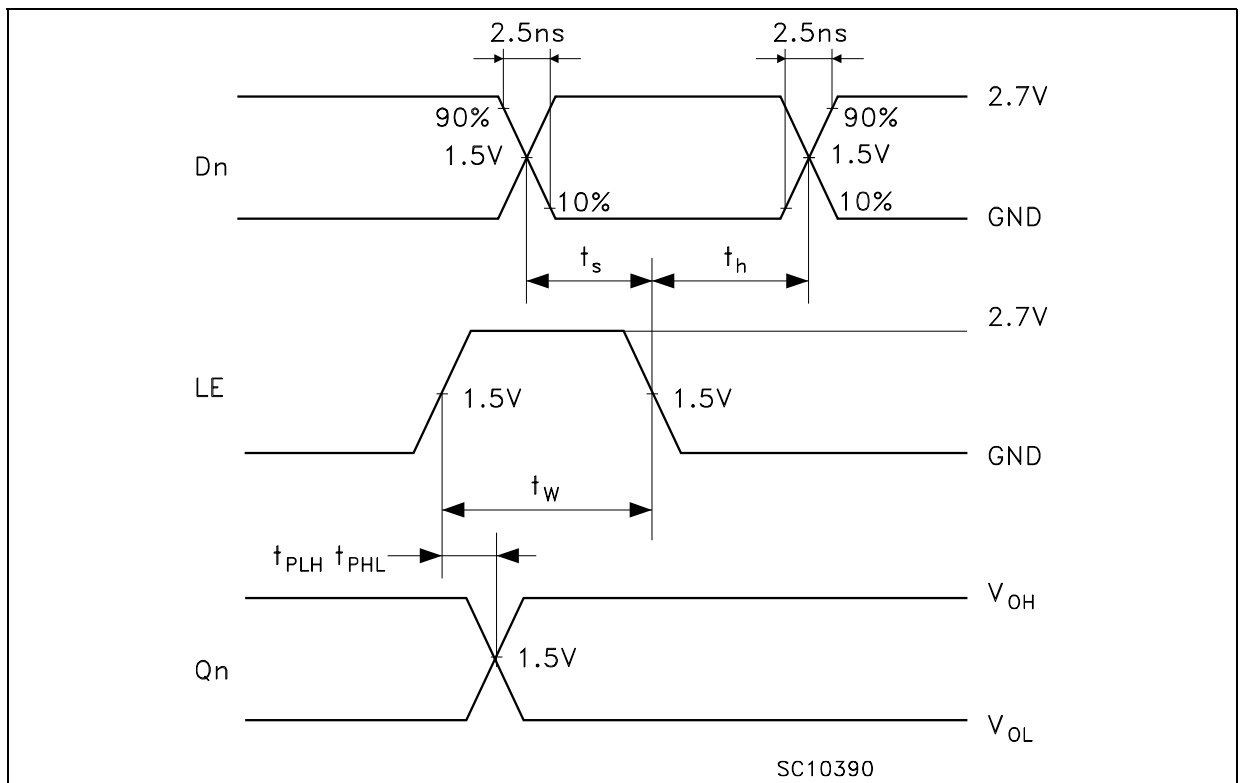 2.5ns 2.5ns
2.7V
90% 90%
Dn 1.5V 1.5V
10% 10%
GND
ts th
2.7V
LE 1.5V 1.5V
GND
tW
tPLH tPHL
VOH
Qn 1.5V
VOL
SC10390